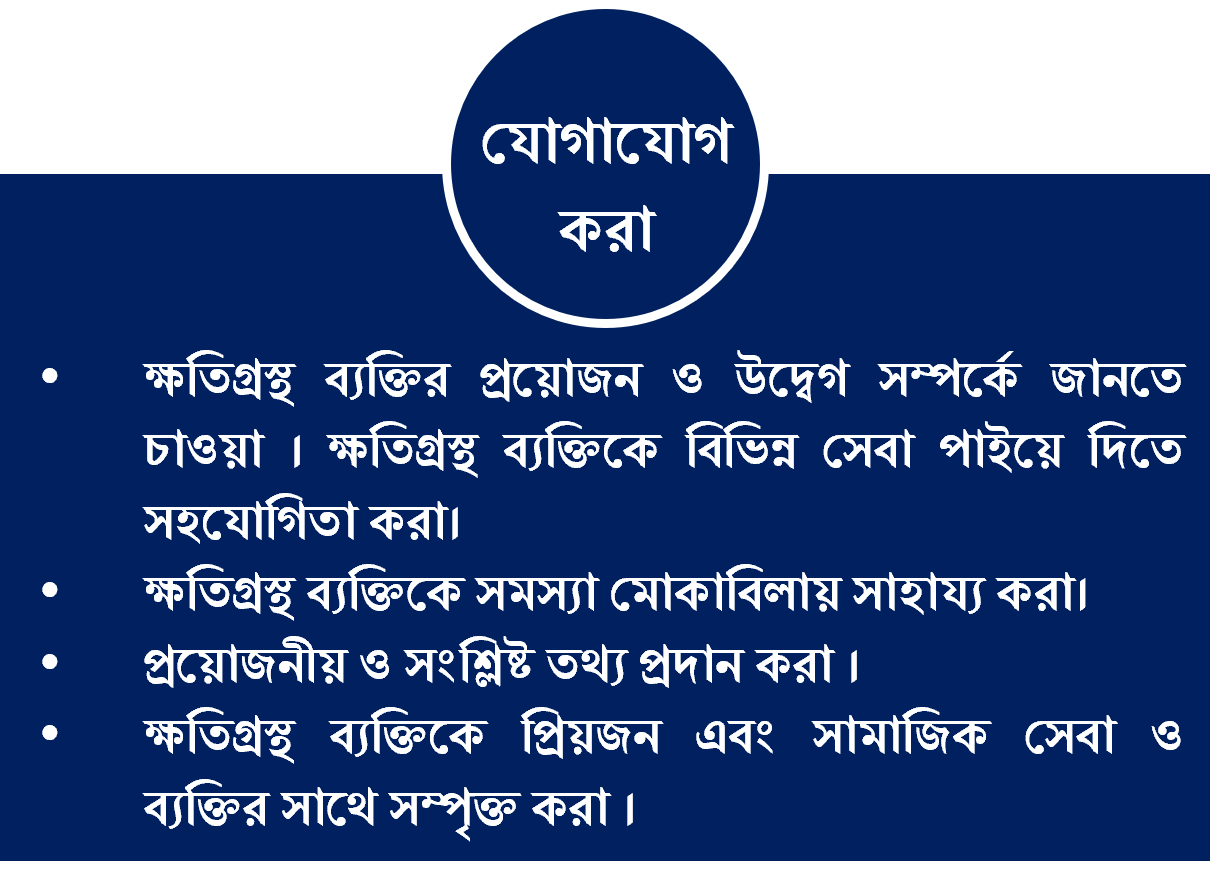 যোগাযোগ
করা
• ক্ষতিগ্রস্থ ব্যক্তির প্রয়োজন ও উদ্বেগ সম্পর্কে জানতে
চাওয়া । ক্ষতিগ্রস্থ ব্যক্তিকে বিভিন্ন সেবা পাইয়ে দিতে
সহযোগিতা করা।
• ক্ষতিগ্রস্থ ব্যক্তিকে সমস্যা মোকাবিলায় সাহায্য করা।
• প্রয়োজনীয় ও সংশ্লিষ্ট তথ্য প্রদান করা ।
• ক্ষতিগ্রস্থ ব্যক্তিকে প্রিয়জন এবং সামাজিক সেবা ও
ব্যক্তির সাথে সম্পৃক্ত করা ।